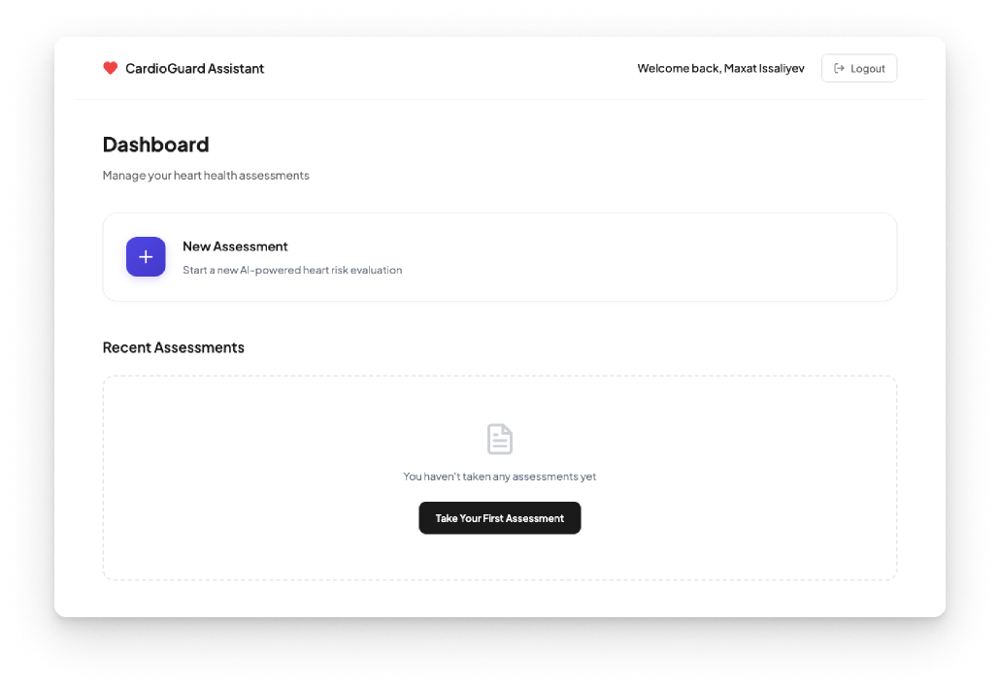 CardioGuard Assistant
Welcome back, Maxat Issaliyev
Logout
Dashboard
Manage your heart health assessments
New Assessment
Start a new AI-powered heart risk evaluation
Recent Assessments
You haven't taken any assessments yet
Take Your First Assessment